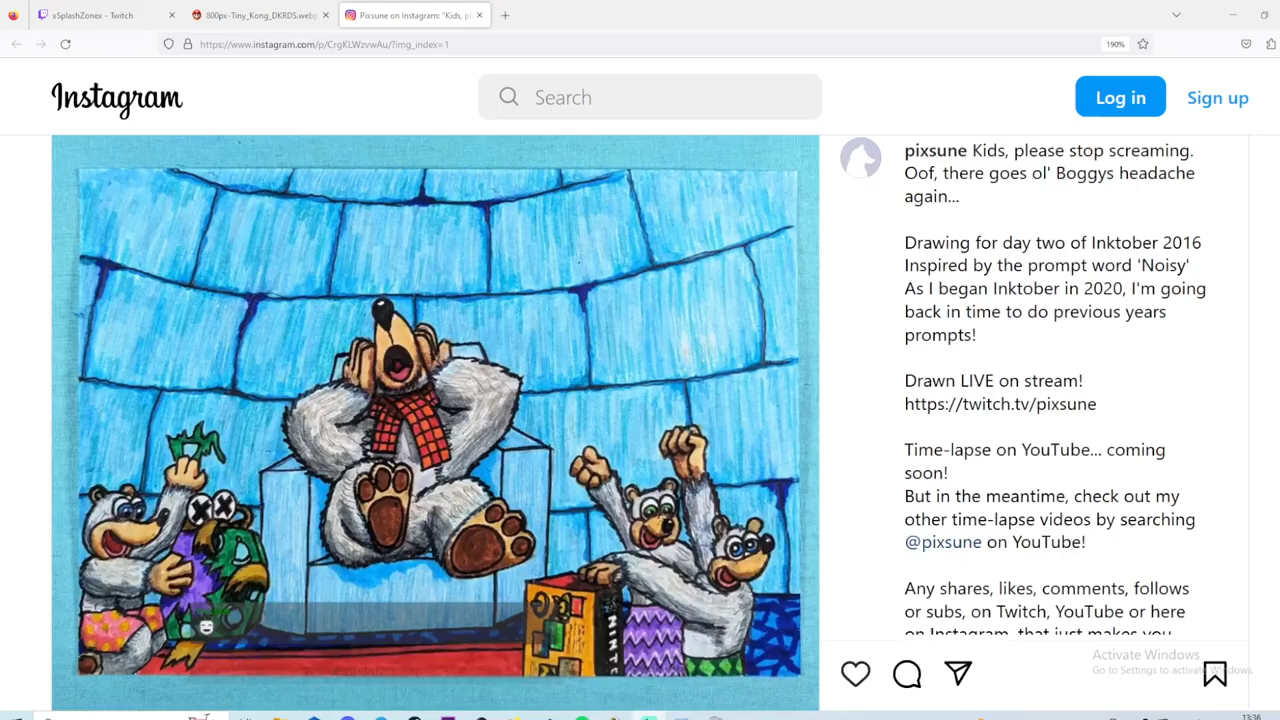 xSplashZonex - Twitch
800px-Tiny_Kong_DKRDS.webp
Pixsune on Instagram: "Kids, pl
https://www.instagram.com/p/CrgKLWzvwAu/?img_index=1
190%
Instagram
Search
Log in
Sign up
pixsune Kids, please stop screaming.
Oof, there goes ol' Boggys headache
again...
Drawing for day two of Inktober 2016
Inspired by the prompt word 'Noisy'
As I began Inktober in 2020, I'm going
back in time to do previous years
prompts!
Drawn LIVE on stream!
https://twitch.tv/pixsune
Time-lapse on YouTube... coming
soon!
But in the meantime, check out my
other time-lapse videos by searching
@pixsune on YouTube!
Any shares, likes, comments, follows
or subs, on Twitch, YouTube or here
on Instagram, that just makes you
Activate Windows
Go to Settings to activate Windows.
13:36